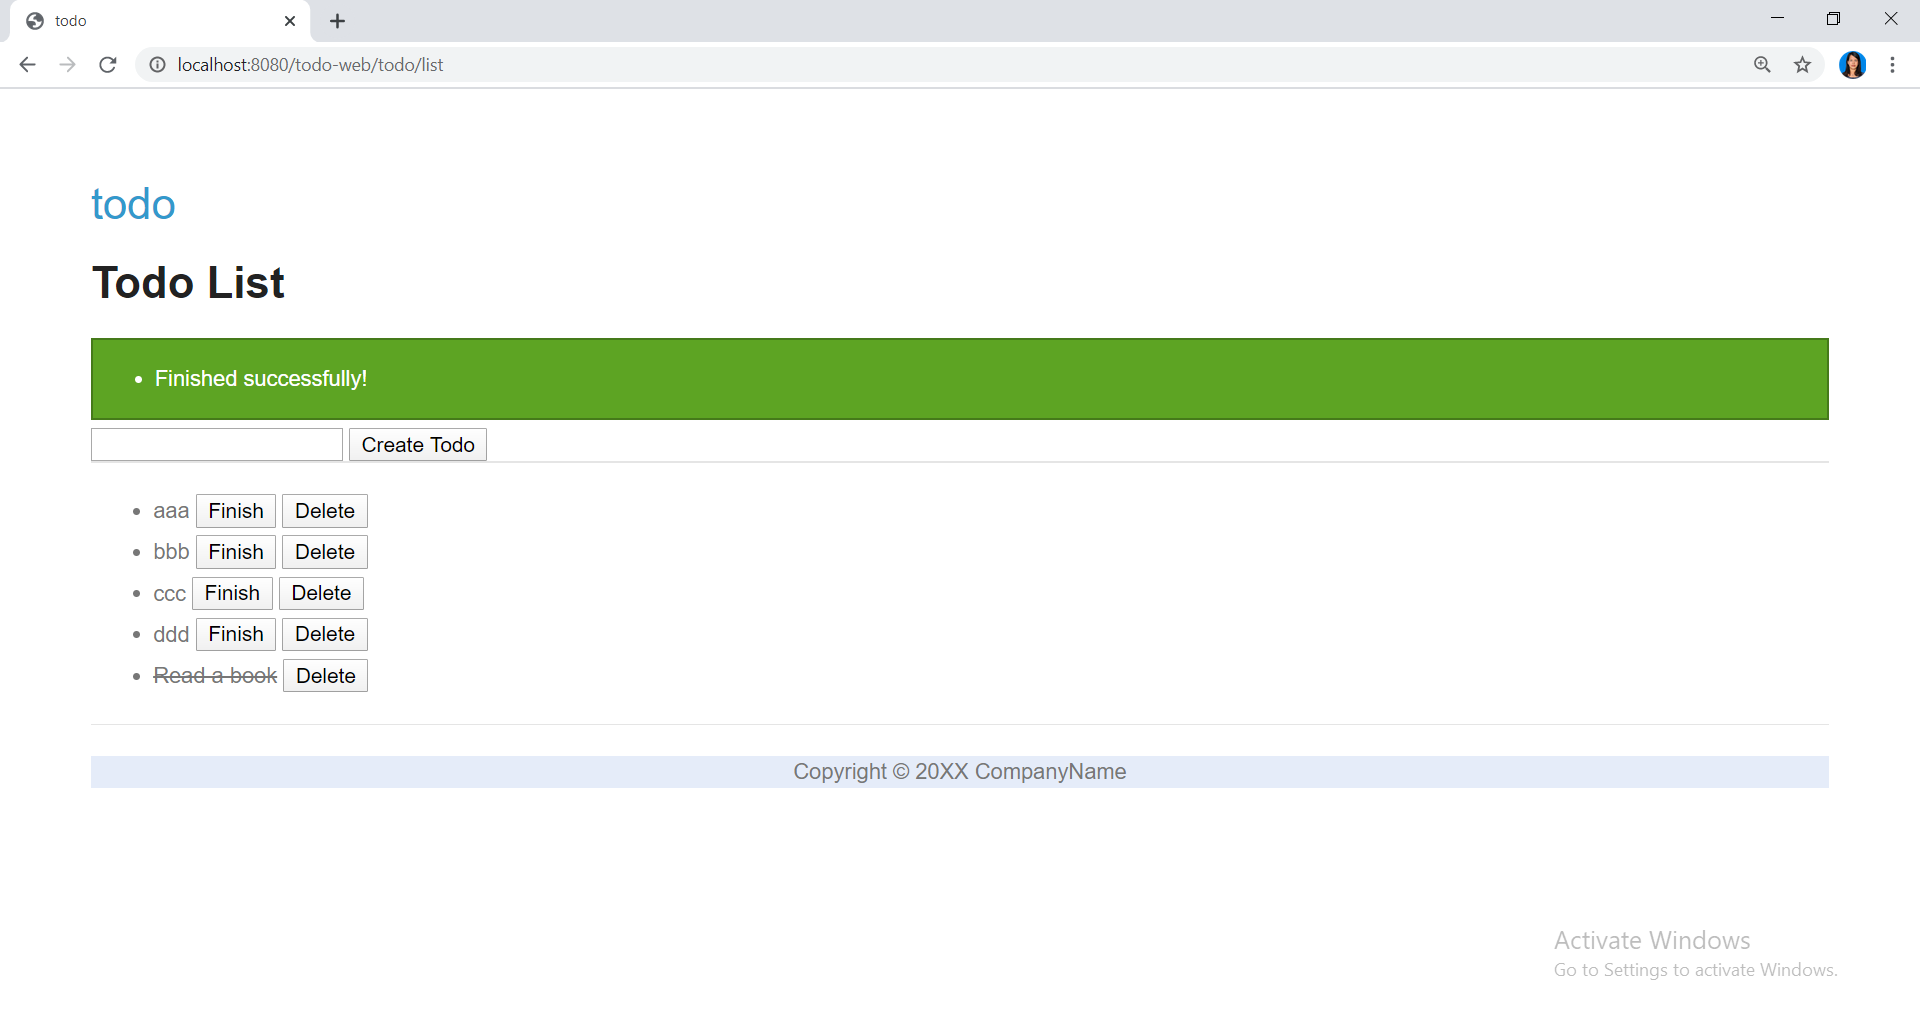 todo
localhost:8080/todo-web/todo/list
todo
Todo List
Finished successfully!
Create Todo
aaa Finish Delete
bbb Finish Delete
ccc Finish Delete
ddd Finish Delete
Read a book Delete
Copyright © 20XX CompanyName
Activate Windows
Go to Settings to activate Windows.